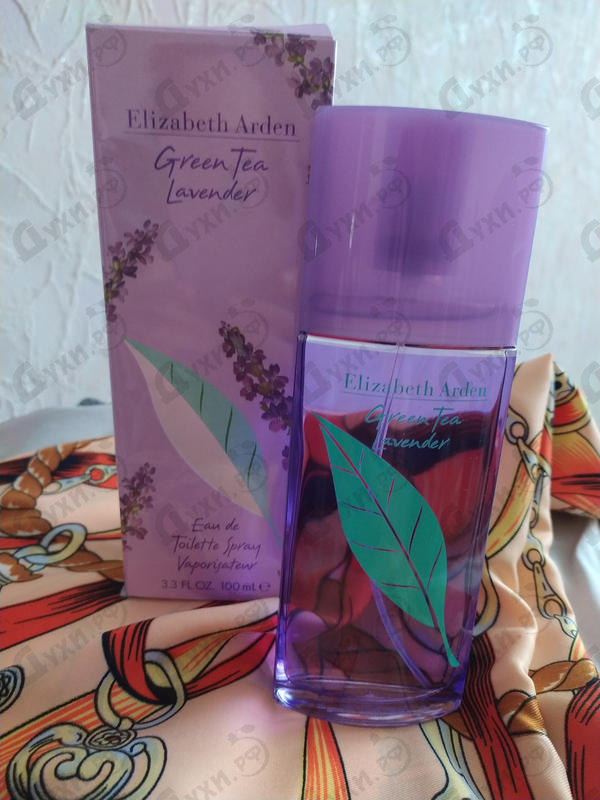 Elizabeth Arden
Green Tea
Lavender
Eau de
Toilette Spray
Vaporisateur
3.3 FL.OZ. 100 mL e
Elizabeth Arden
Green Tea
Lavender
Духи.рф